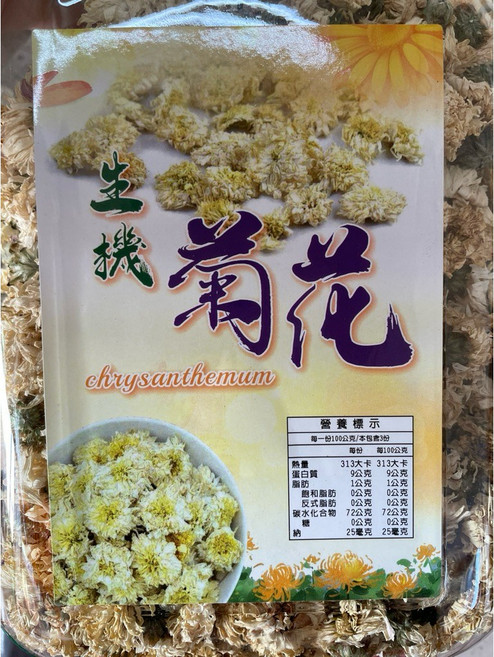 生機
菊花
chrysanthemum
營養標示
每一份100公克/本包含3份
每份 每100公克
熱量 313大卡 313大卡
蛋白質 9公克 9公克
脂肪 1公克 1公克
飽和脂肪 0公克 0公克
反式脂肪 0公克 0公克
碳水化合物 72公克 72公克
糖 0公克 0公克
鈉 25毫克 25毫克